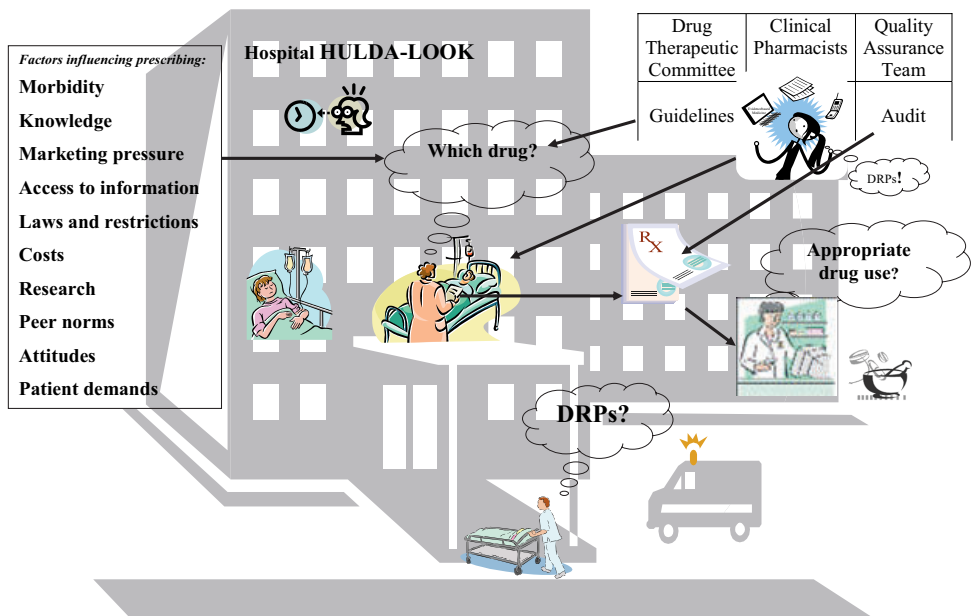 Factors influencing prescribing:
Morbidity
Knowledge
Marketing pressure
Access to information
Laws and restrictions
Costs
Research
Peer norms
Attitudes
Patient demands
Hospital HULDA-LOOK
Which drug?
Drug
Therapeutic
Committee
Clinical
Pharmacists
Quality
Assurance
Team
Guidelines
Audit
DRPs!
Rx
Appropriate
drug use?
DRPs?